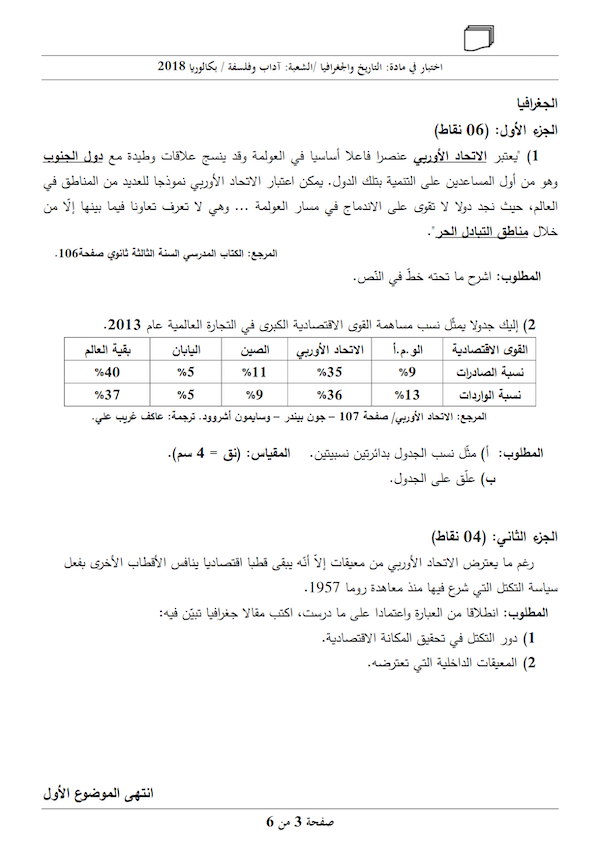 اختبار في مادة: التاريخ والجغرافيا /الشعبة: آداب وفلسفة / بكالوريا 2018
الجغرافيا
الجزء الأول: (06 نقاط)
1) "يعتبر الاتحاد الأوربي عنصرا فاعلا أساسيا في العولمة وقد ينسج علاقات وطيدة مع دول الجنوب
وهو من أول المساعدين على التنمية بتلك الدول. يمكن اعتبار الاتحاد الأوربي نموذجا للعديد من المناطق في
العالم، حيث نجد دولا لا تقوى على الاندماج في مسار العولمة ... وهي لا تعرف تعاونا فيما بينها إلّا من
خلال مناطق التبادل الحر".
المرجع: الكتاب المدرسي السنة الثالثة ثانوي صفحة106.
المطلوب: اشرح ما تحته خطّ في النّص.
2) إليك جدولا يمثّل نسب مساهمة القوى الاقتصادية الكبرى في التجارة العالمية عام 2013.
القوى الاقتصادية الو.م.أ الاتحاد الأوربي الصين اليابان بقية العالم
نسبة الصادرات 9% 35% 11% 5% 40%
نسبة الواردات 13% 36% 9% 5% 37%
المرجع: الاتحاد الأوربي/ صفحة 107 – جون بيندر – وسايمون أشروود. ترجمة: عاكف غريب علي.
المطلوب: أ) مثّل نسب الجدول بدائرتين نسبيتين. المقياس: (نق = 4 سم).
ب) علّق على الجدول.
الجزء الثاني: (04 نقاط)
رغم ما يعترض الاتحاد الأوربي من معيقات إلاّ أنّه يبقى قطبا اقتصاديا ينافس الأقطاب الأخرى بفعل
سياسة التكتل التي شرع فيها منذ معاهدة روما 1957.
المطلوب: انطلاقا من العبارة واعتمادا على ما درست، اكتب مقالا جغرافيا تبيّن فيه:
1) دور التكتل في تحقيق المكانة الاقتصادية.
2) المعيقات الداخلية التي تعترضه.
انتهى الموضوع الأول
صفحة 3 من 6